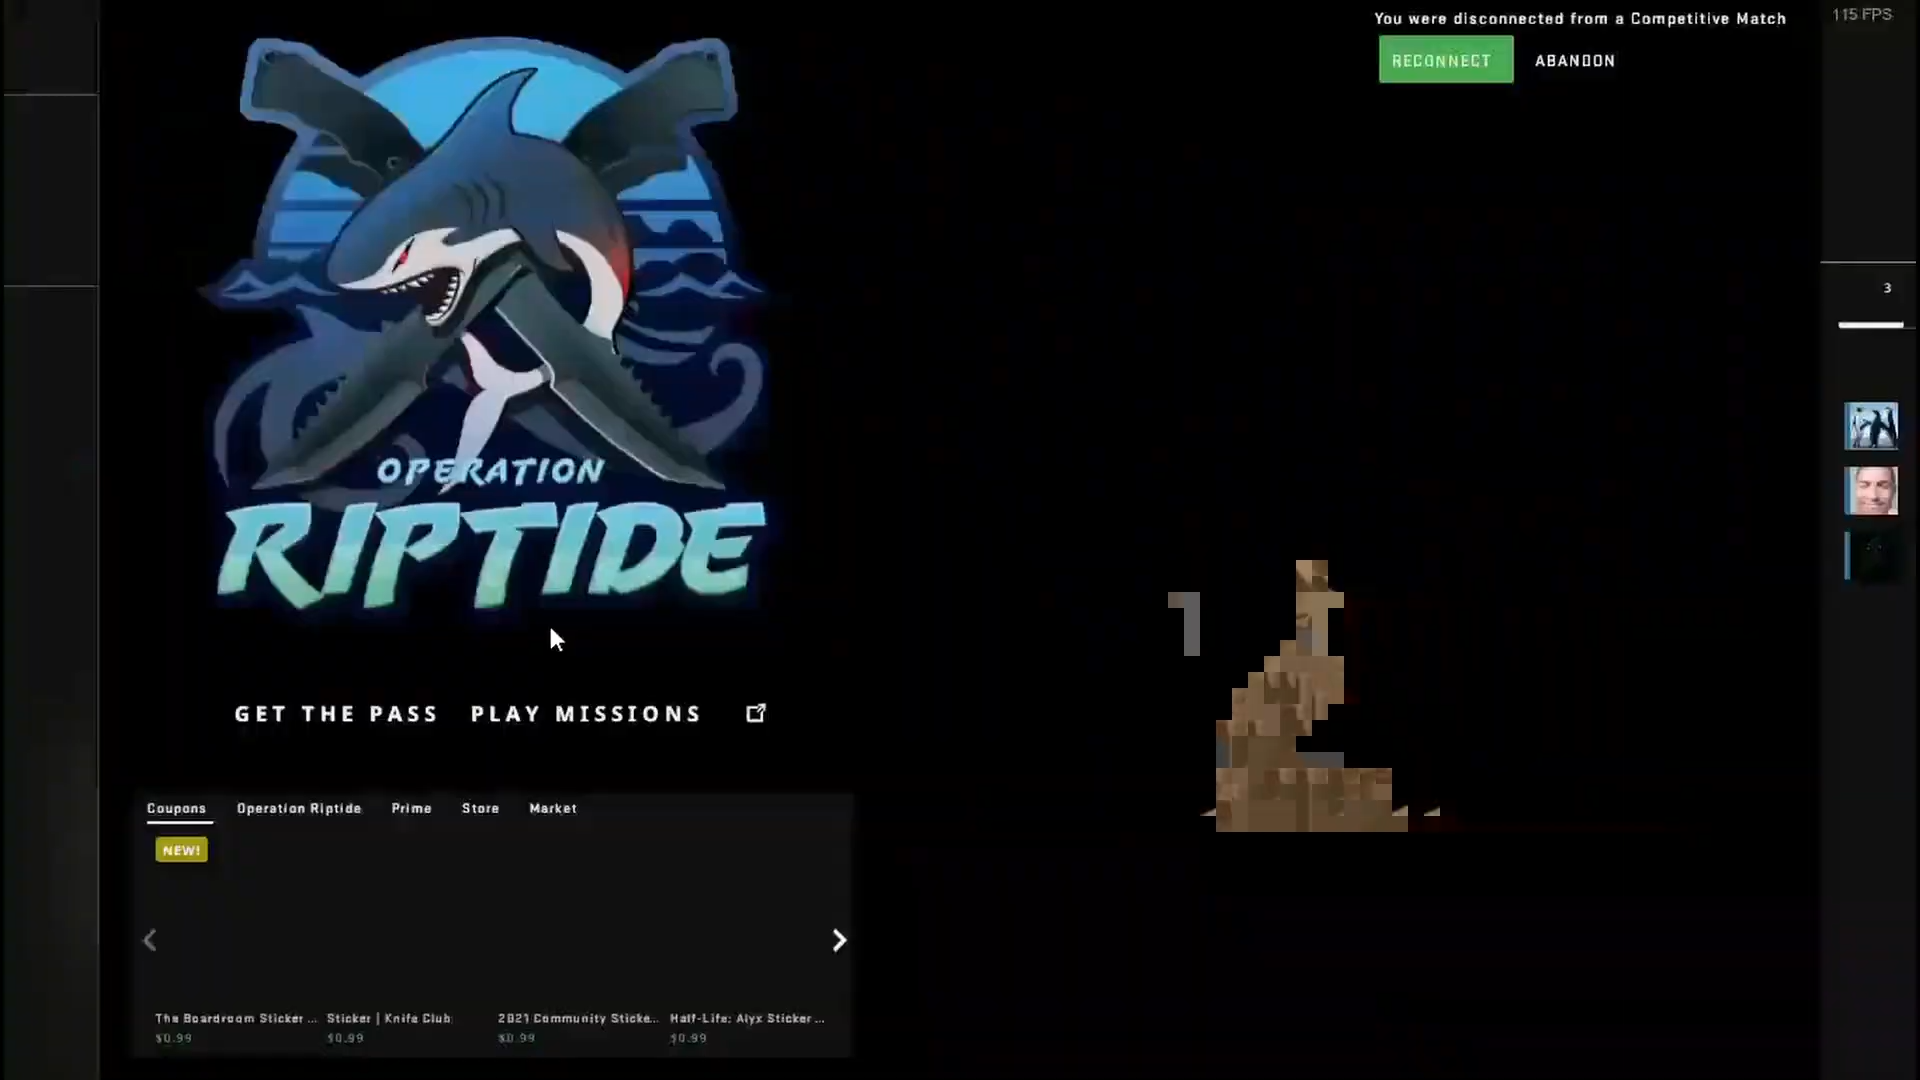 You were disconnected from a Competitive Match
115 FPS
RECONNECT ABANDON
3
OPERATION
RIPTIDE
GET THE PASS PLAY MISSIONS
Coupons Operation Riptide Prime Store Market
NEW!
The Boardroom Sticker ... Sticker | Knife Club 2021 Community Sticke... Half-Life: Alyx Sticker ...
$0.99 $0.99 $0.99 $0.99